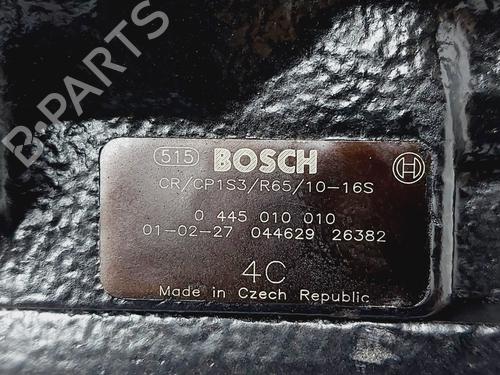 B-PARTS
515 BOSCH
CR/CP1S3/R65/10-16S
0 445 010 010
01-02-27 044629 26382
4C
Made in Czech Republic